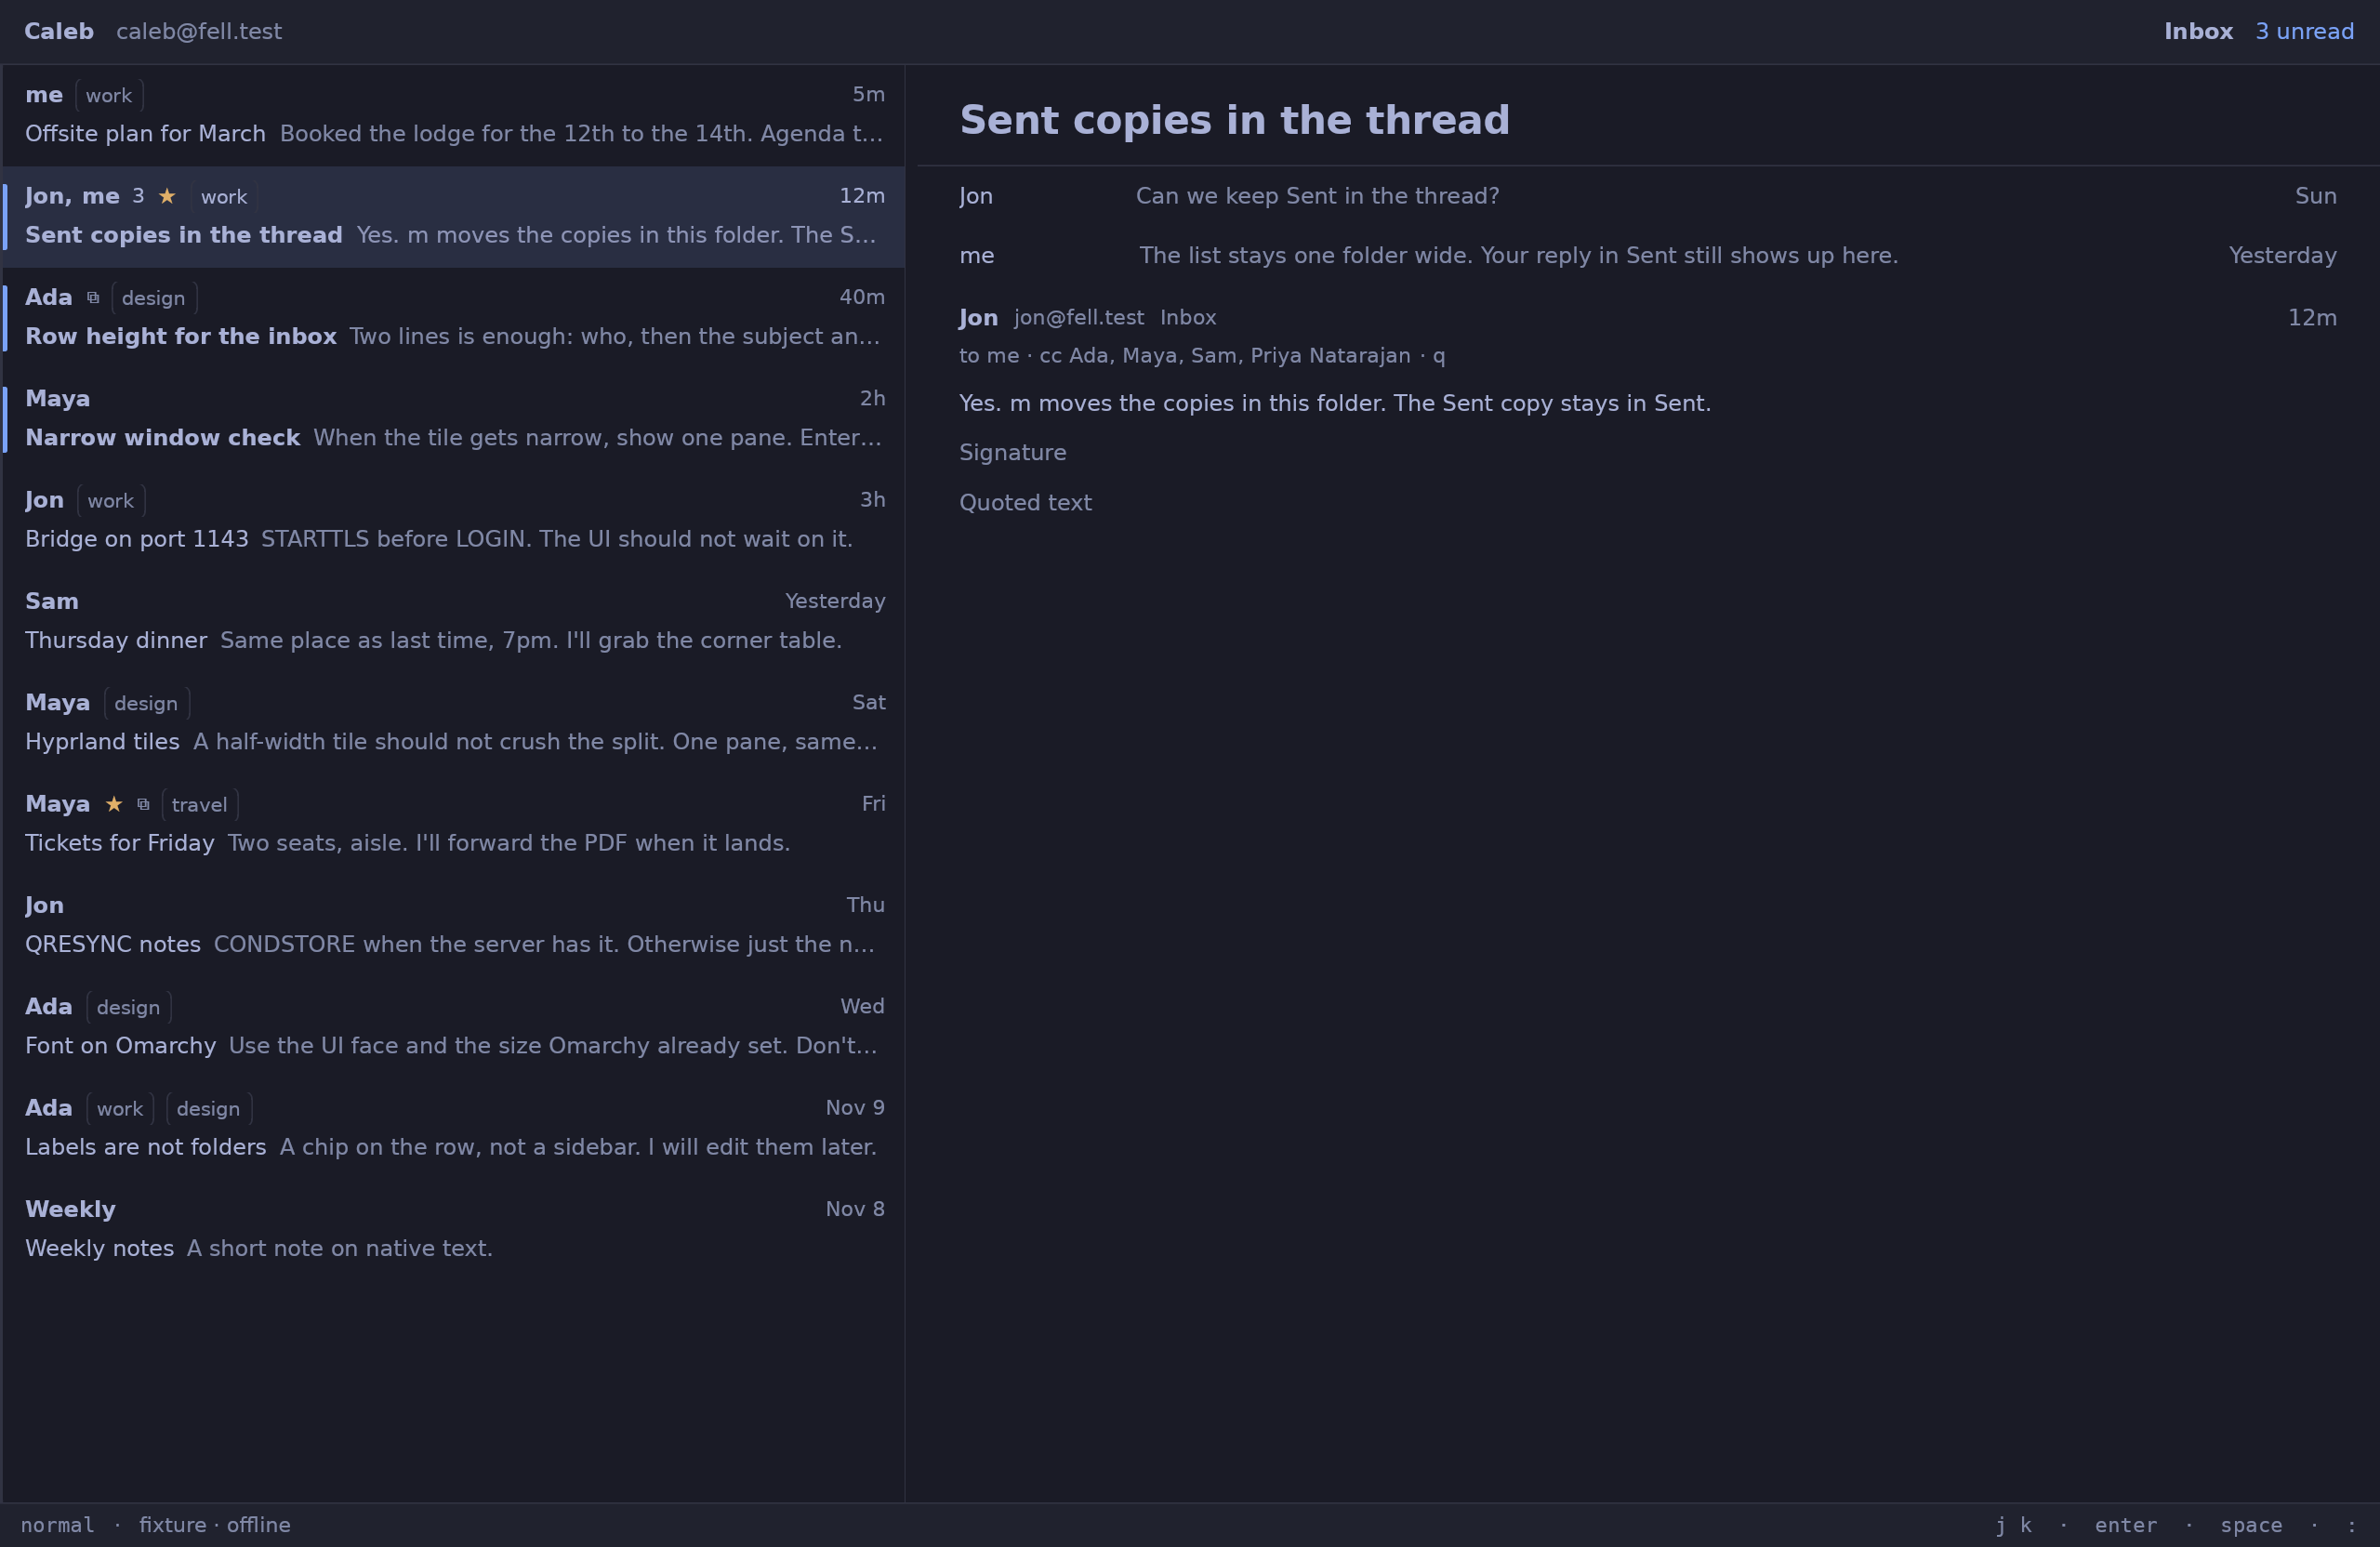 Caleb caleb@fell.test Inbox 3 unread
me work 5m
Offsite plan for March Booked the lodge for the 12th to the 14th. Agenda t…
Jon, me 3 ★ work 12m
Sent copies in the thread Yes. m moves the copies in this folder. The S…
Ada ⧉ design 40m
Row height for the inbox Two lines is enough: who, then the subject an…
Maya 2h
Narrow window check When the tile gets narrow, show one pane. Enter…
Jon work 3h
Bridge on port 1143 STARTTLS before LOGIN. The UI should not wait on it.
Sam Yesterday
Thursday dinner Same place as last time, 7pm. I'll grab the corner table.
Maya design Sat
Hyprland tiles A half-width tile should not crush the split. One pane, same…
Maya ★ ⧉ travel Fri
Tickets for Friday Two seats, aisle. I'll forward the PDF when it lands.
Jon Thu
QRESYNC notes CONDSTORE when the server has it. Otherwise just the n…
Ada design Wed
Font on Omarchy Use the UI face and the size Omarchy already set. Don't…
Ada work design Nov 9
Labels are not folders A chip on the row, not a sidebar. I will edit them later.
Weekly Nov 8
Weekly notes A short note on native text.
Sent copies in the thread
Jon Can we keep Sent in the thread? Sun
me The list stays one folder wide. Your reply in Sent still shows up here. Yesterday
Jon jon@fell.test Inbox 12m
to me · cc Ada, Maya, Sam, Priya Natarajan · q
Yes. m moves the copies in this folder. The Sent copy stays in Sent.
Signature
Quoted text
normal · fixture · offline j k · enter · space · :